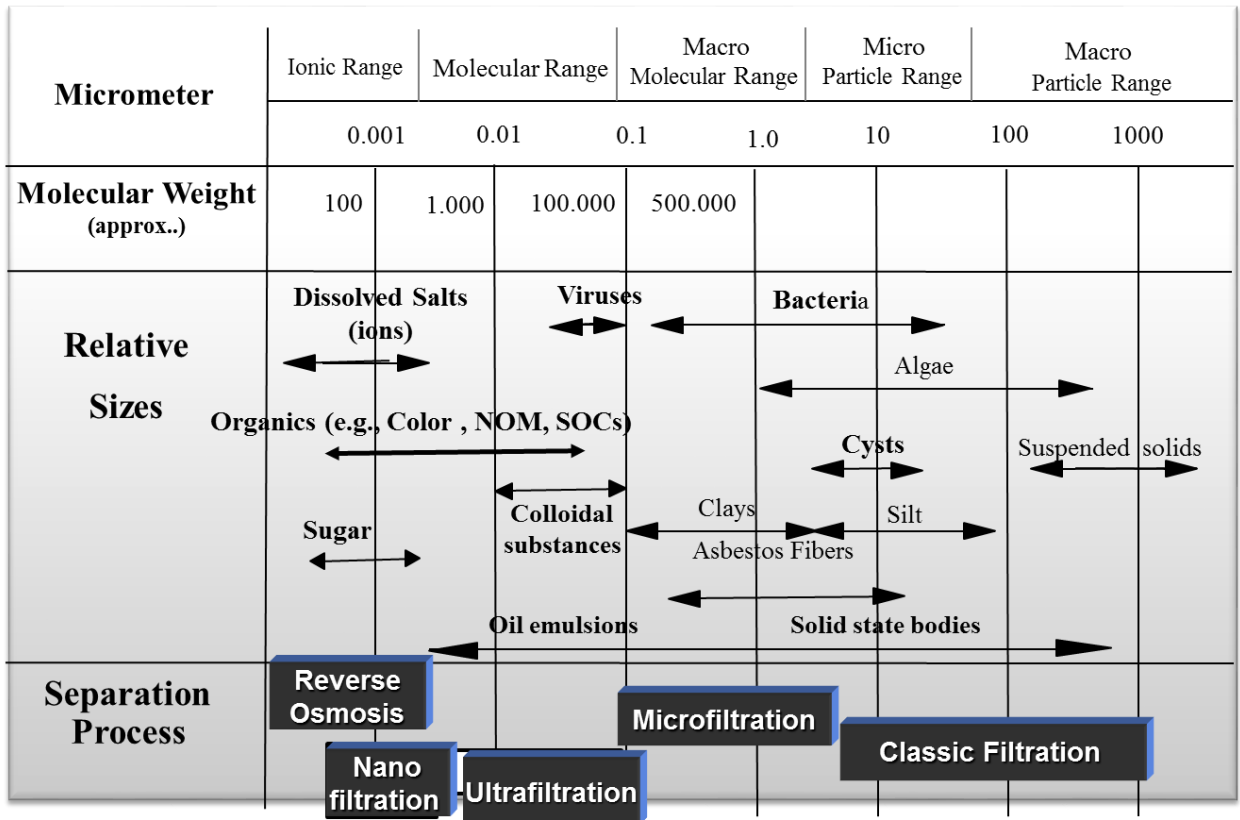 Micrometer
Ionic Range
Molecular Range
Macro
Molecular Range
Micro
Particle Range
Macro
Particle Range
0.001
0.01
0.1
1.0
10
100
1000
Molecular Weight
(approx..)
100
1.000
100.000
500.000
Relative
Sizes
Dissolved Salts
(ions)
Viruses
Bacteria
Algae
Organics (e.g., Color , NOM, SOCs)
Cysts
Suspended solids
Colloidal
substances
Clays
Silt
Sugar
Asbestos Fibers
Oil emulsions
Solid state bodies
Separation
Process
Reverse
Osmosis
Nano
filtration
Ultrafiltration
Microfiltration
Classic Filtration